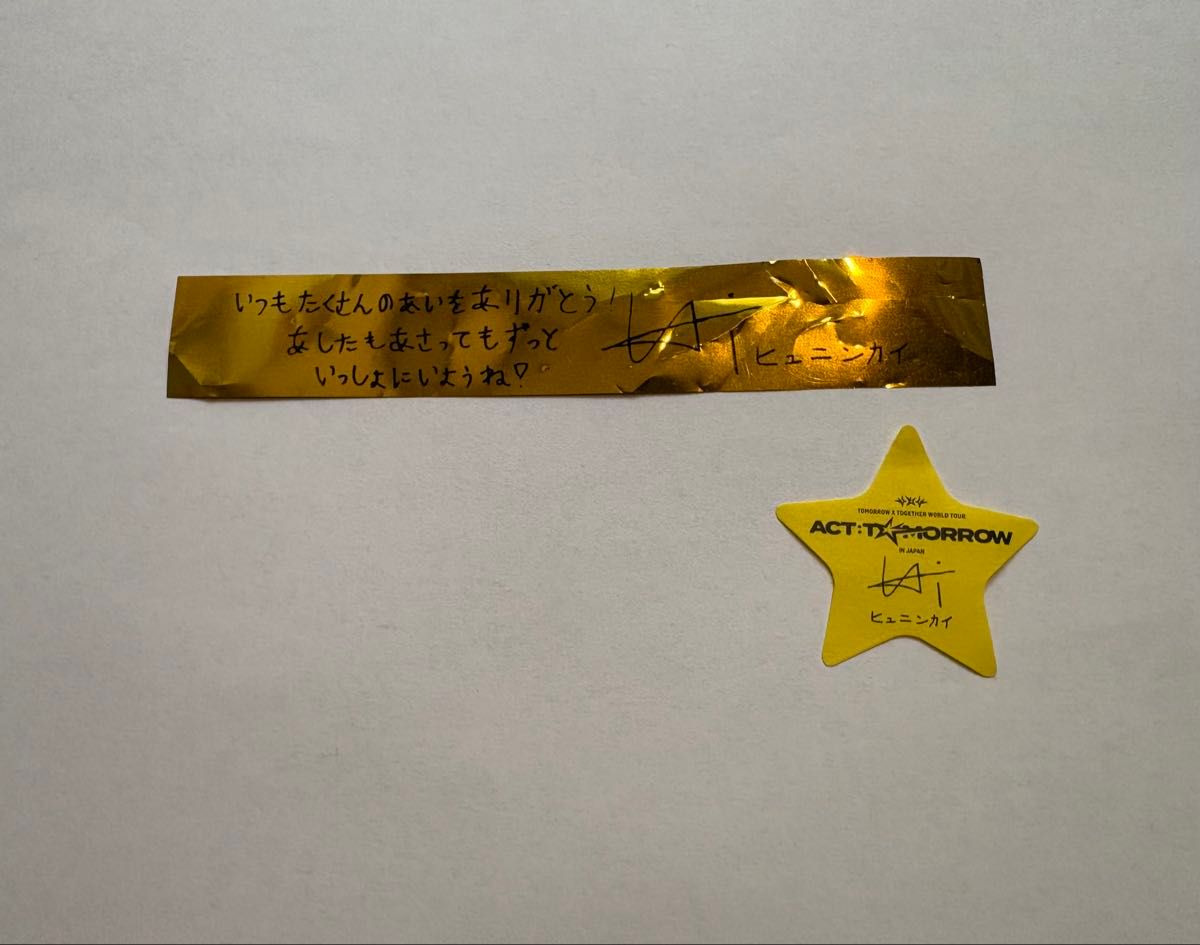 いつもたくさんのあいをありがとう!
あしたもあさってもずっと
いっしょにいようね♡
ヒュニンカイ
TOMORROW X TOGETHER WORLD TOUR
ACT:TOMORROW
IN JAPAN
ヒュニンカイ